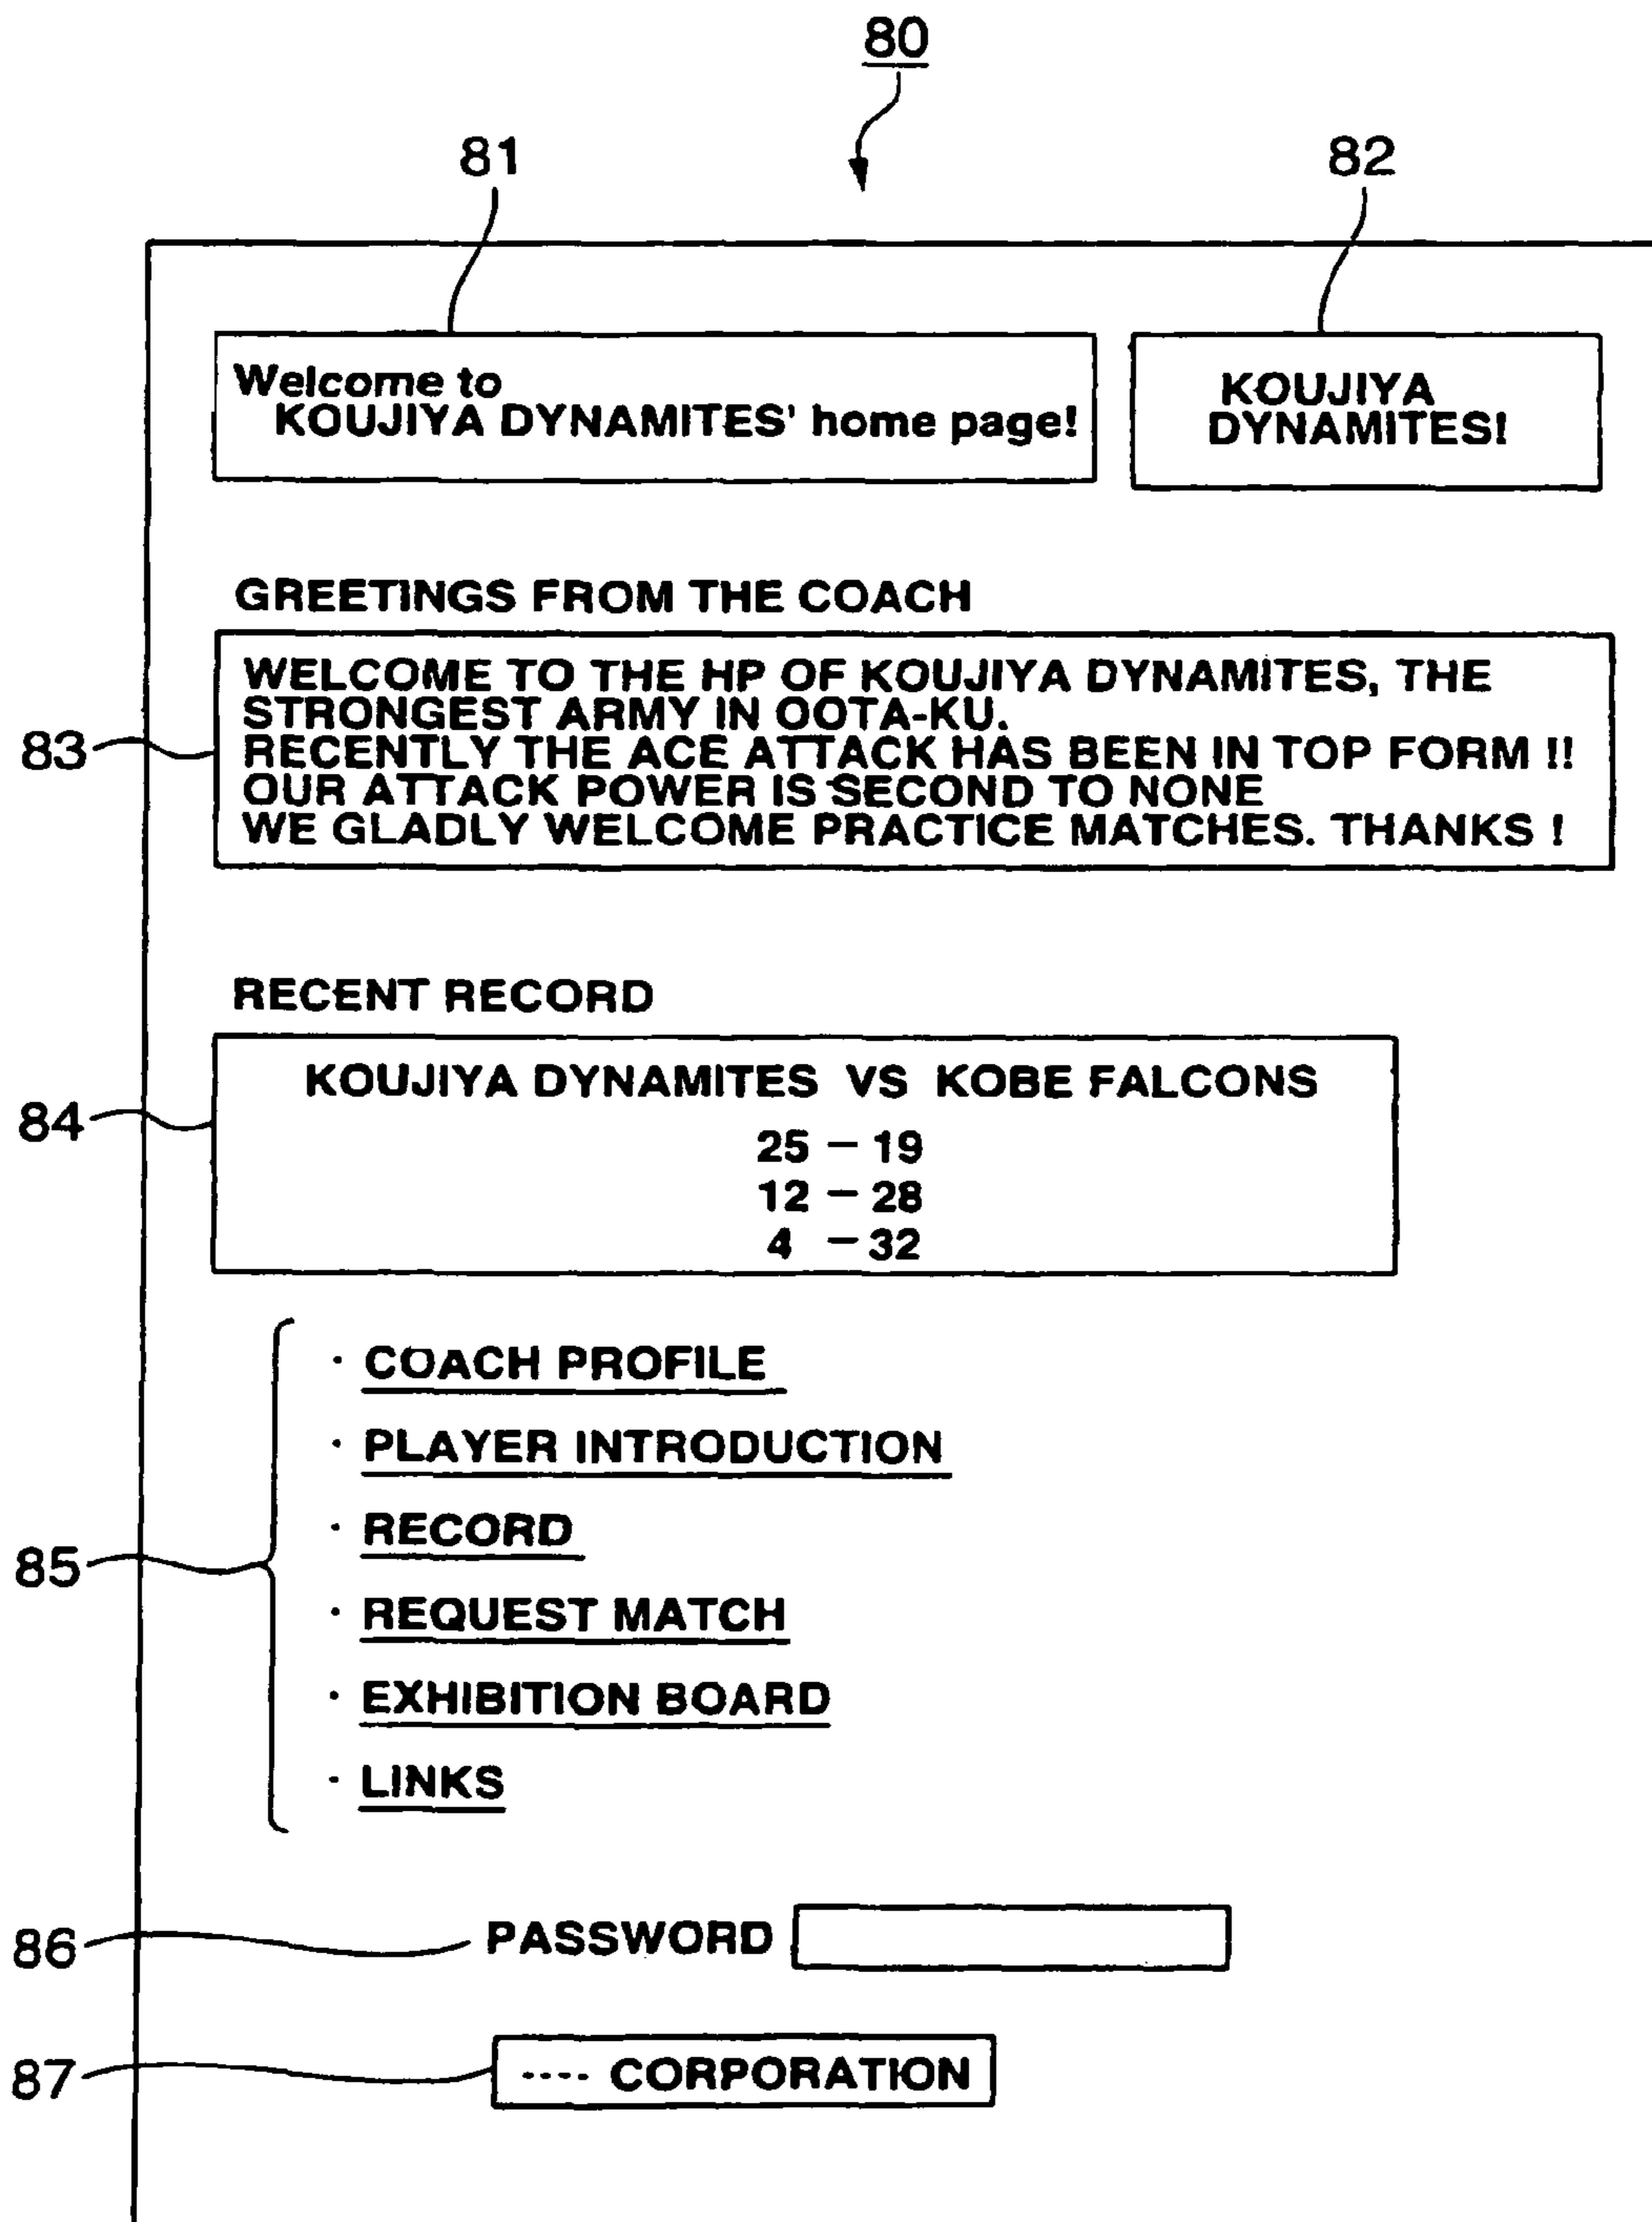 80
81
82
Welcome to
KOUJIYA DYNAMITES' home page!
KOUJIYA
DYNAMITES!
GREETINGS FROM THE COACH
83
WELCOME TO THE HP OF KOUJIYA DYNAMITES, THE
STRONGEST ARMY IN OOTA-KU.
RECENTLY THE ACE ATTACK HAS BEEN IN TOP FORM !!
OUR ATTACK POWER IS SECOND TO NONE
WE GLADLY WELCOME PRACTICE MATCHES. THANKS !
RECENT RECORD
84
KOUJIYA DYNAMITES VS KOBE FALCONS
25 – 19
12 – 28
4 – 32
85
· COACH PROFILE
· PLAYER INTRODUCTION
· RECORD
· REQUEST MATCH
· EXHIBITION BOARD
· LINKS
86
PASSWORD
87
---- CORPORATION